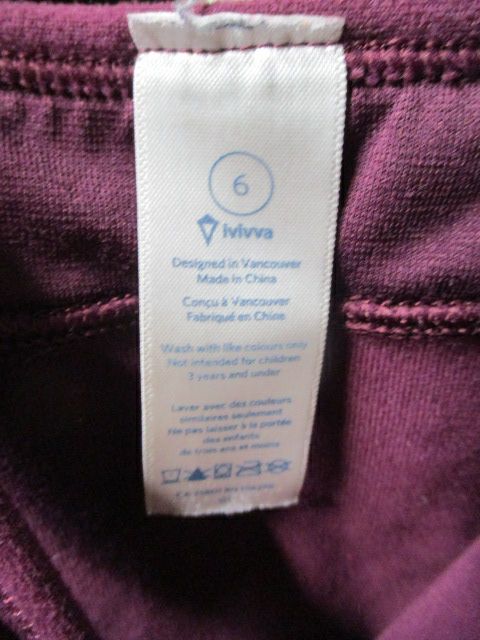 6
ivivva
Designed in Vancouver
Made in China
Conçu à Vancouver
Fabriqué en Chine
Wash with like colours only
Not intended for children
3 years and under
Laver avec des couleurs
similaires seulement
Ne pas laisser à la portée
des enfants
de trois ans et moins